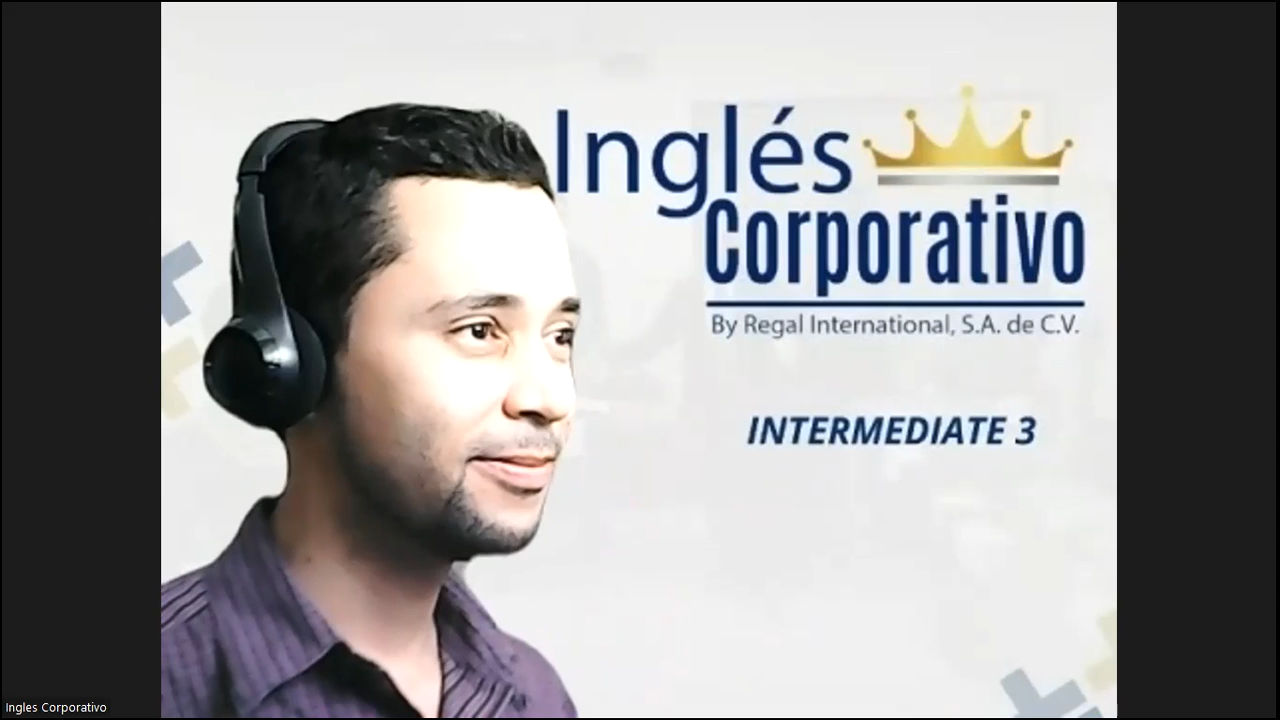 Inglés
Corporativo
By Regal International, S.A. de C.V.
INTERMEDIATE 3
Ingles Corporativo